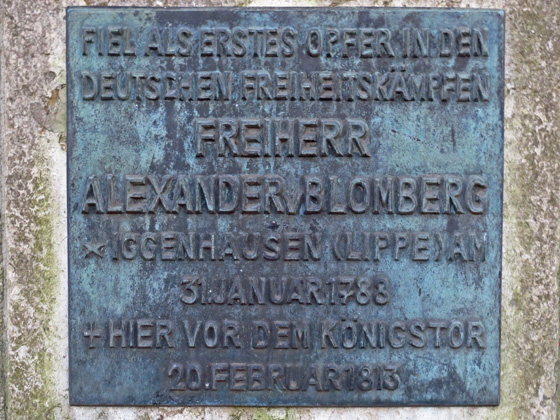 FIEL ALS ERSTES OPFER IN DEN
DEUTSCHEN FREIHEITSKÄMPFEN
FREIHERR
ALEXANDER V. BLOMBERG
* IGGENHAUSEN (LIPPE) AM
31. JANUAR 1788
+ HIER VOR DEM KÖNIGSTOR
20. FEBRUAR 1813